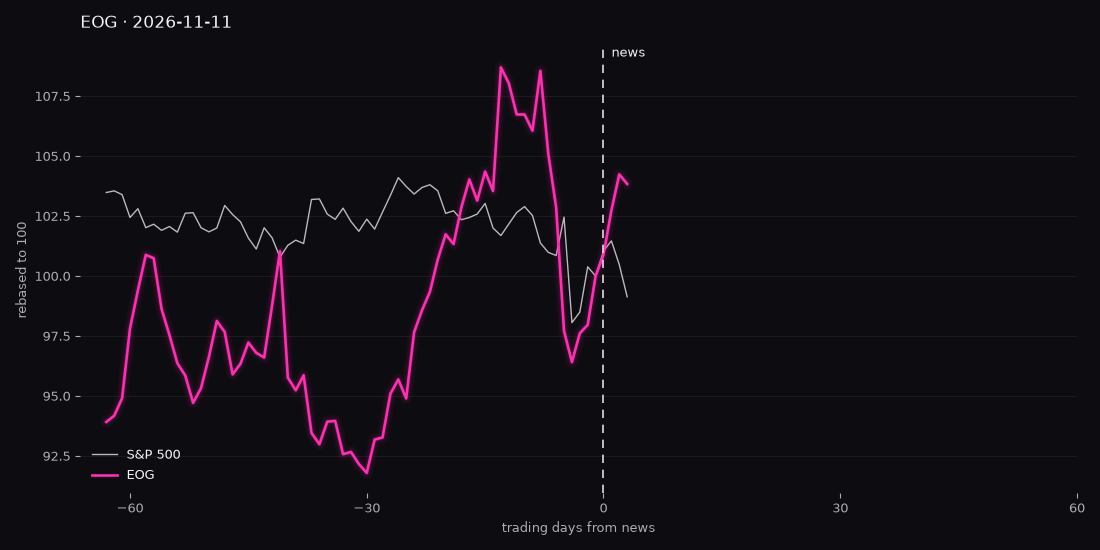 EOG · 2026-11-11
news
107.5
105.0
102.5
100.0
97.5
95.0
92.5
rebased to 100
S&P 500
EOG
−60
−30
0
30
60
trading days from news